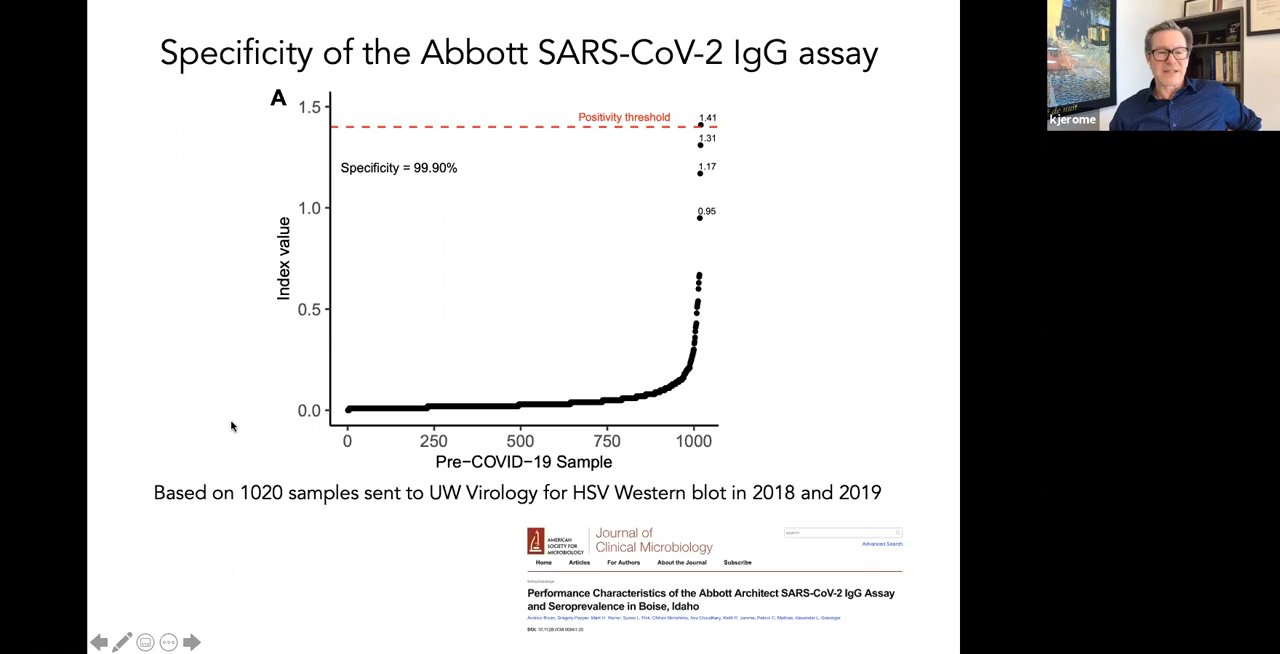 Specificity of the Abbott SARS-CoV-2 IgG assay
A
1.5
1.0
0.5
0.0
Index value
Positivity threshold
1.41
1.31
1.17
0.95
Specificity = 99.90%
0
250
500
750
1000
Pre−COVID−19 Sample
Based on 1020 samples sent to UW Virology for HSV Western blot in 2018 and 2019
AMERICAN
SOCIETY FOR
MICROBIOLOGY
Journal of
Clinical Microbiology
Advanced Search
Home Articles For Authors About the Journal Subscribe
Performance Characteristics of the Abbott Architect SARS-CoV-2 IgG Assay
and Seroprevalence in Boise, Idaho
kjerome
de nuit